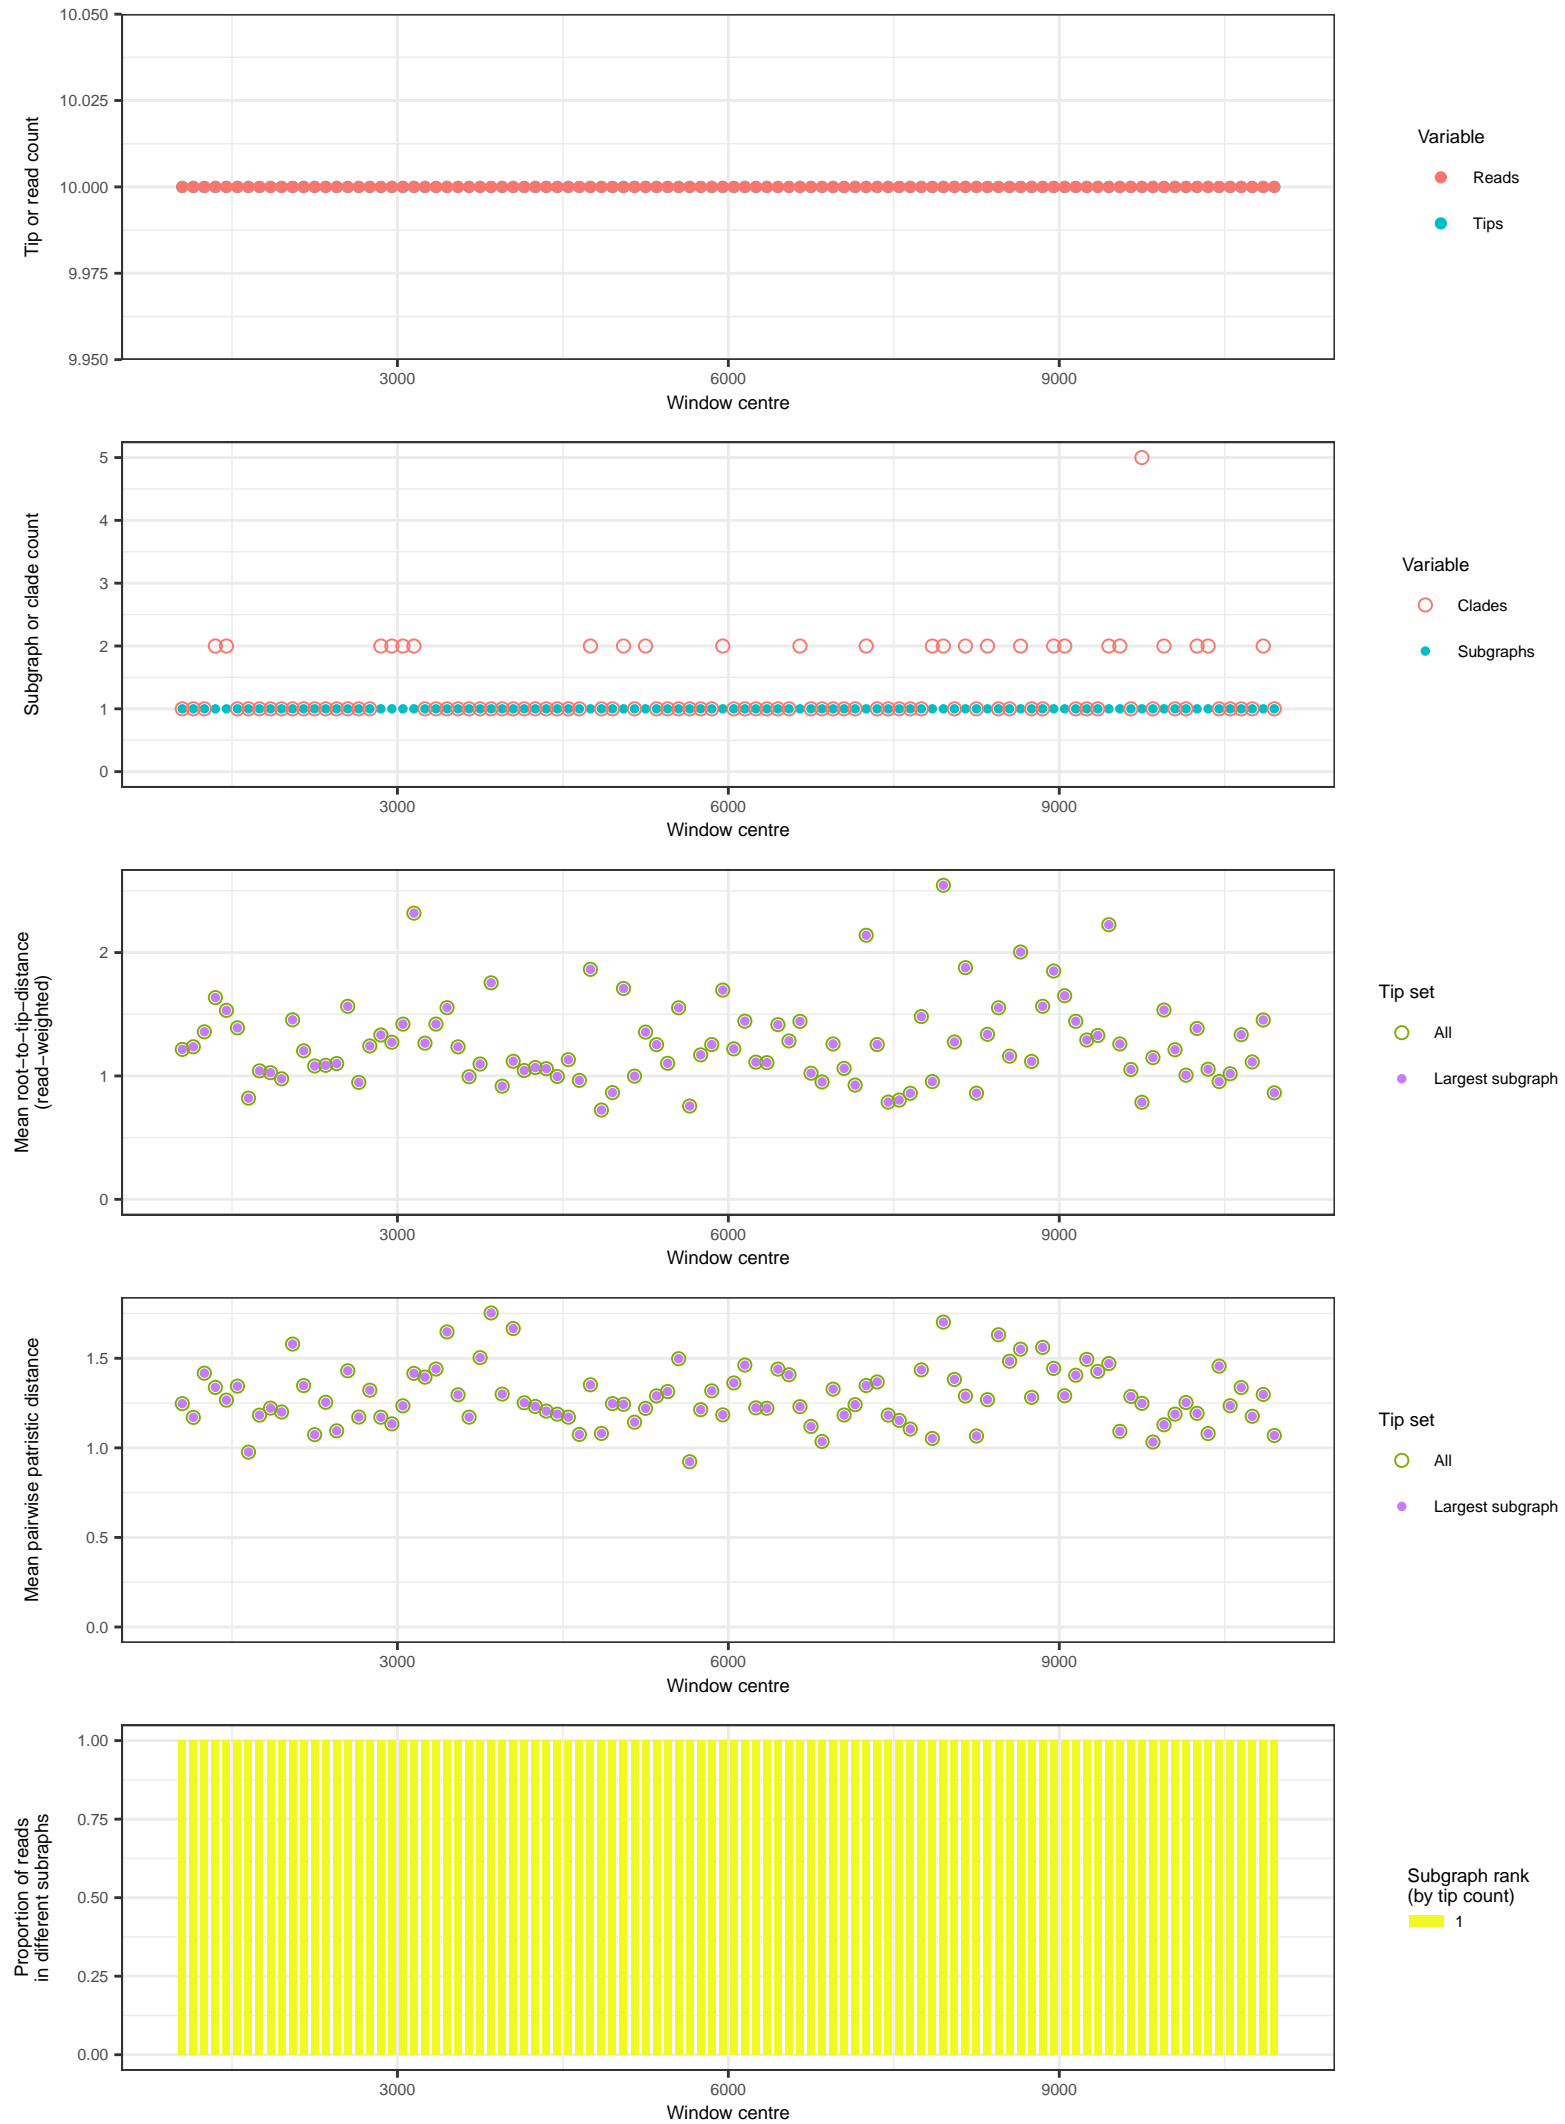 10.050
10.025
10.000
9.975
9.950
Tip or read count
3000
6000
9000
Window centre
Variable
Reads
Tips
5
4
3
2
1
0
Subgraph or clade count
3000
6000
9000
Window centre
Variable
Clades
Subgraphs
2
1
0
Mean root−to−tip−distance
(read−weighted)
3000
6000
9000
Window centre
Tip set
All
Largest subgraph
1.5
1.0
0.5
0.0
Mean pairwise patristic distance
3000
6000
9000
Window centre
Tip set
All
Largest subgraph
1.00
0.75
0.50
0.25
0.00
Proportion of reads
in different subraphs
3000
6000
9000
Window centre
Subgraph rank
(by tip count)
1